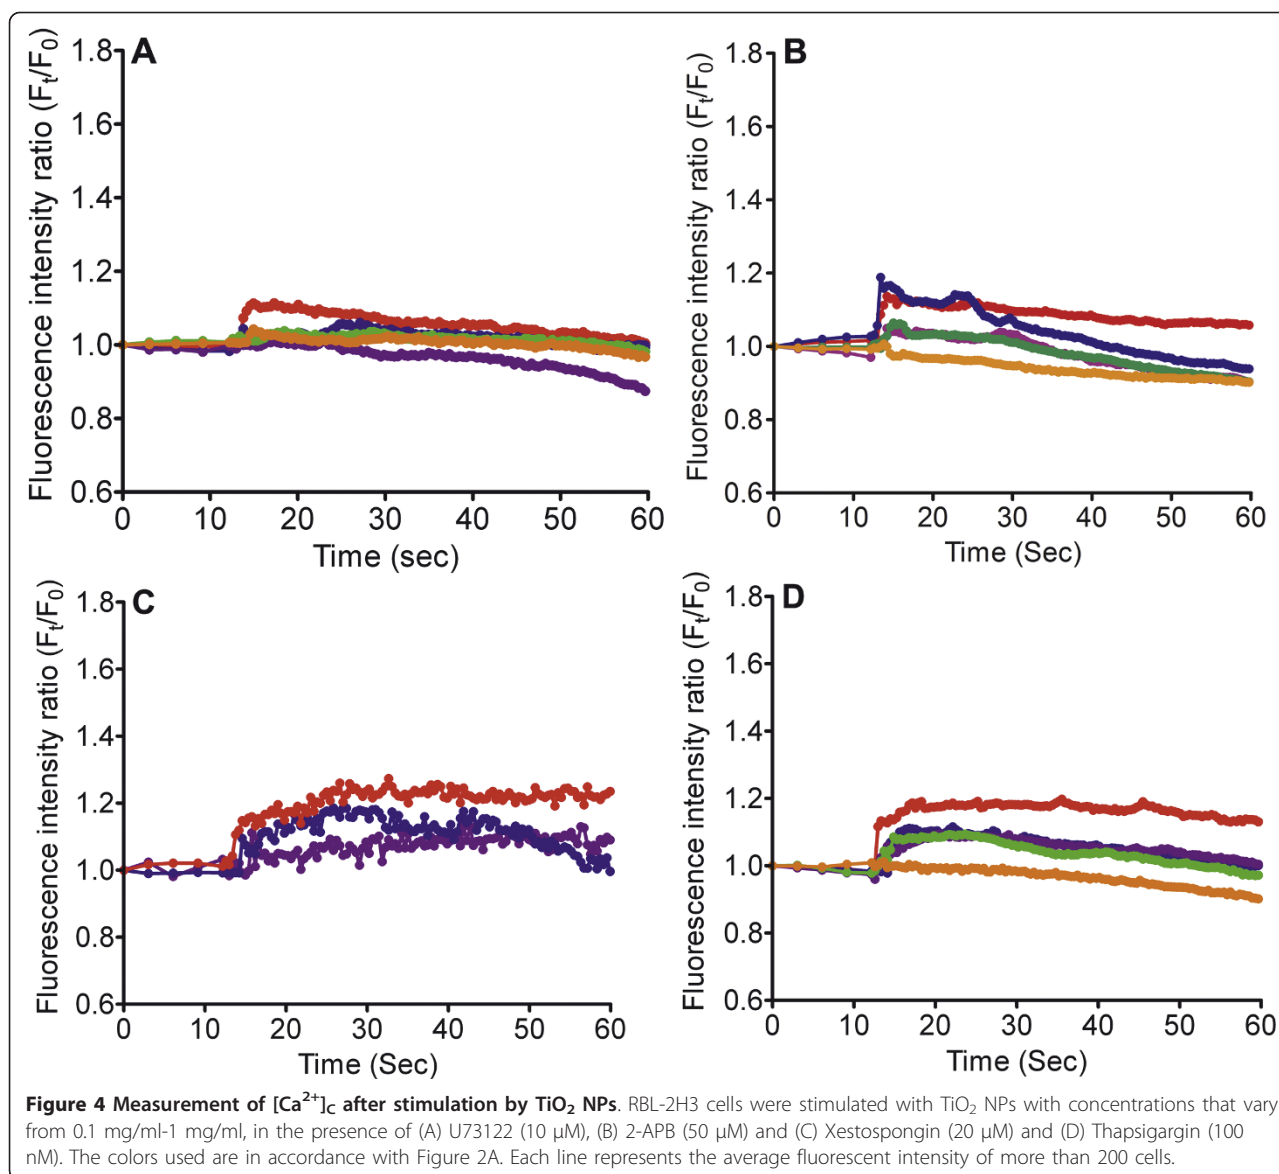 A
Fluorescence intensity ratio (Ft/F0)
1.8
1.6
1.4
1.2
1.0
0.8
0.6
0 10 20 30 40 50 60
Time (sec)
B
Fluorescence intensity ratio (Ft/F0)
1.8
1.6
1.4
1.2
1.0
0.8
0.6
0 10 20 30 40 50 60
Time (Sec)
C
Fluorescence intensity ratio (Ft/F0)
1.8
1.6
1.4
1.2
1.0
0.8
0.6
0 10 20 30 40 50 60
Time (Sec)
D
Fluorescence intensity ratio (Ft/F0)
1.8
1.6
1.4
1.2
1.0
0.8
0.6
0 10 20 30 40 50 60
Time (Sec)
Figure 4 Measurement of [Ca2+]C after stimulation by TiO2 NPs. RBL-2H3 cells were stimulated with TiO2 NPs with concentrations that vary
from 0.1 mg/ml-1 mg/ml, in the presence of (A) U73122 (10 μM), (B) 2-APB (50 μM) and (C) Xestospongin (20 μM) and (D) Thapsigargin (100
nM). The colors used are in accordance with Figure 2A. Each line represents the average fluorescent intensity of more than 200 cells.